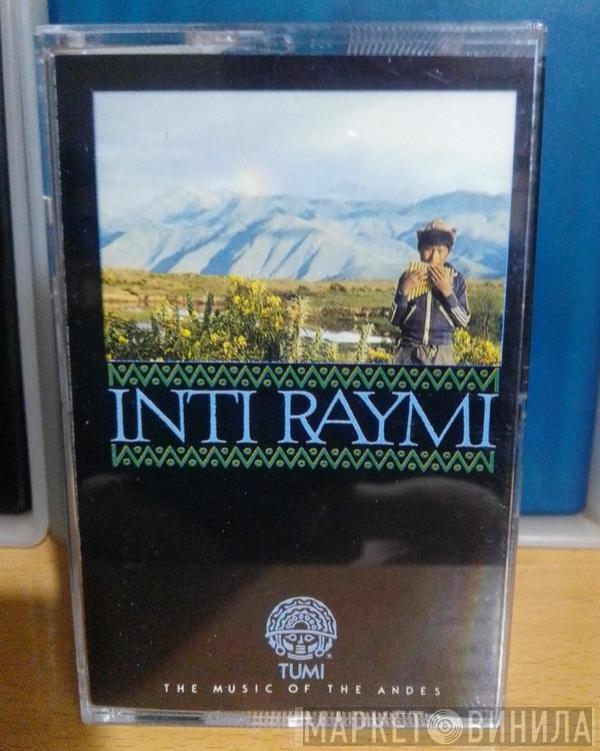 INTI RAYMI
TUMI
THE MUSIC OF THE ANDES
МАРКЕТ ВИНИЛА